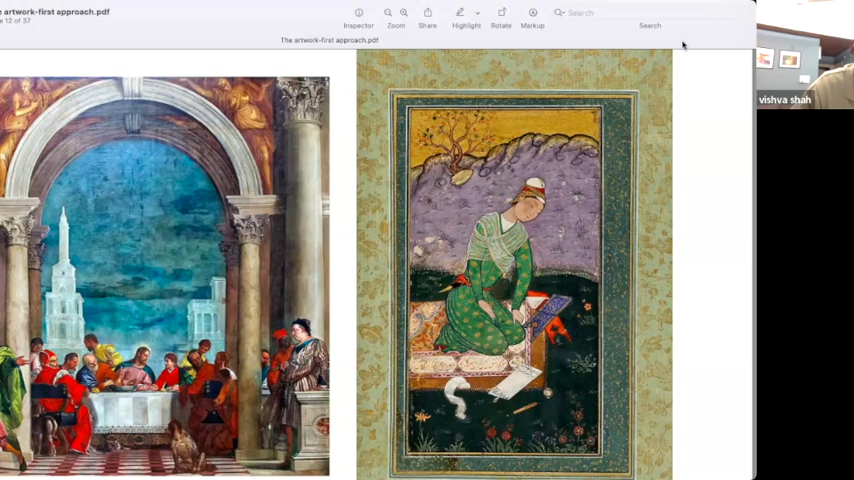 e artwork-first approach.pdf
e 12 of 37
Inspector
Zoom
Share
Highlight
Rotate
Markup
Search
Search
The artwork-first approach.pdf
vishva shah